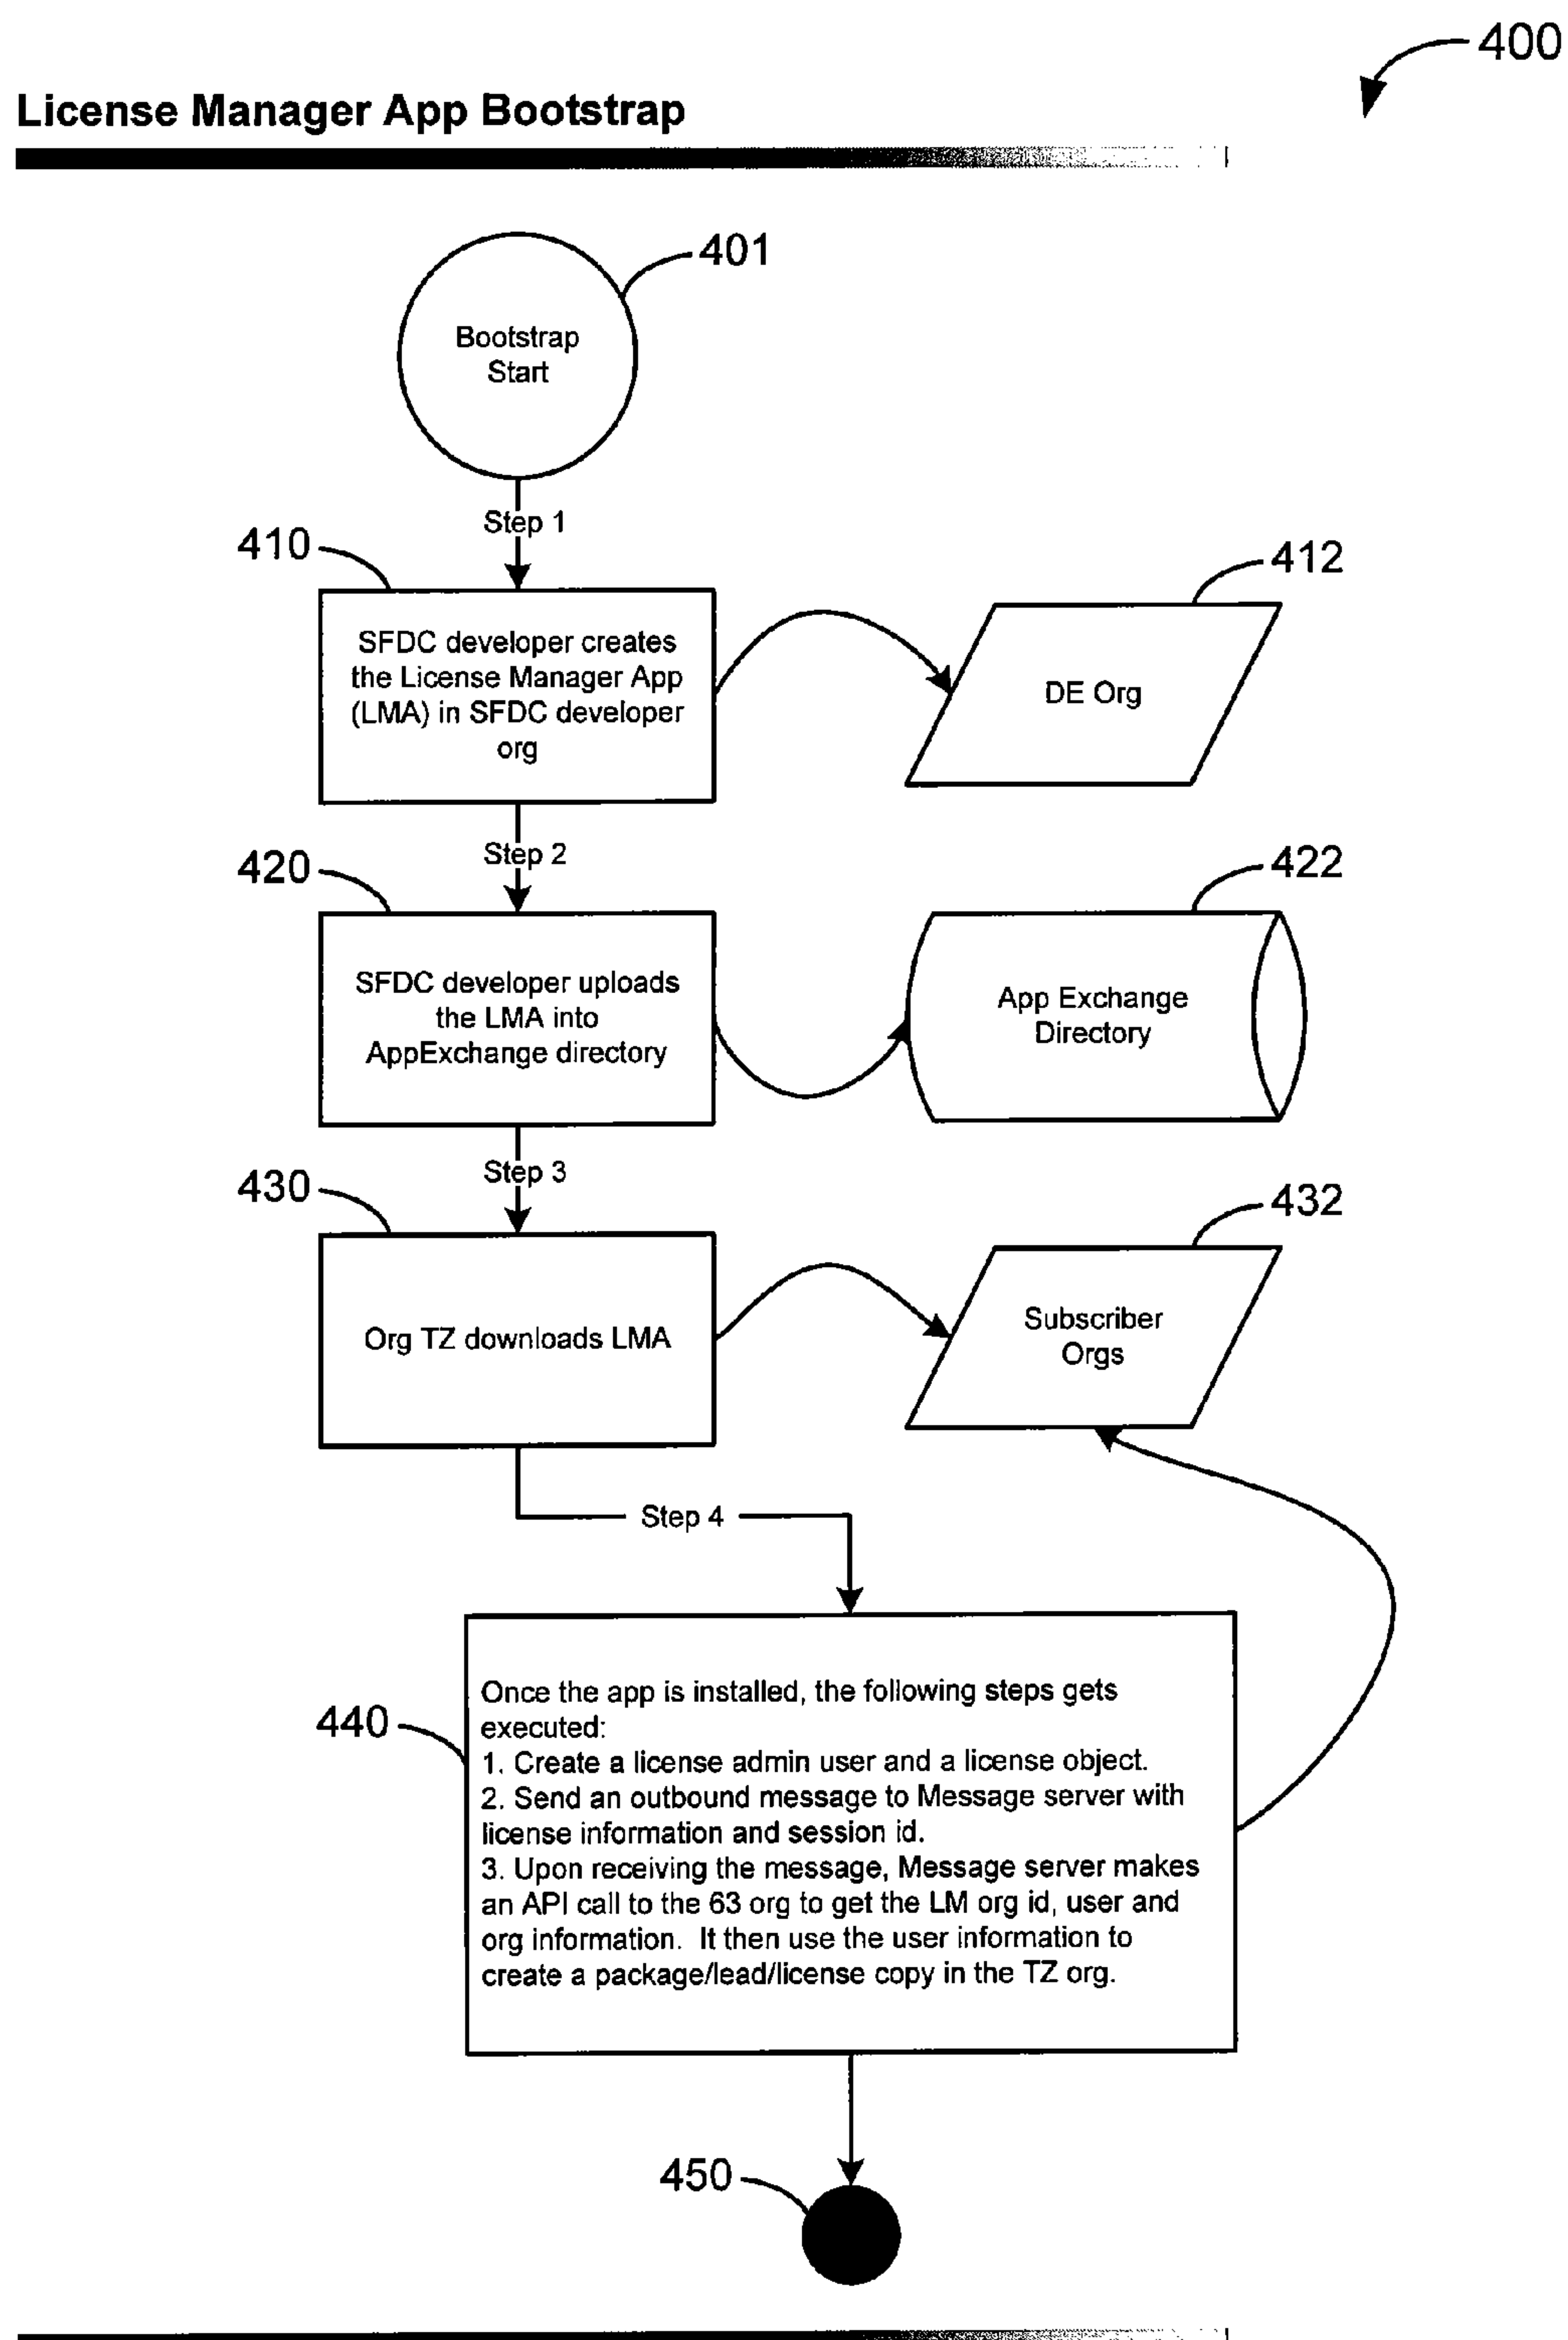 400
License Manager App Bootstrap
401
Bootstrap
Start
Step 1
410
412
SFDC developer creates
the License Manager App
(LMA) in SFDC developer
org
DE Org
Step 2
420
422
SFDC developer uploads
the LMA into
AppExchange directory
App Exchange
Directory
Step 3
430
432
Org TZ downloads LMA
Subscriber
Orgs
Step 4
440
Once the app is installed, the following steps gets
executed:
1. Create a license admin user and a license object.
2. Send an outbound message to Message server with
license information and session id.
3. Upon receiving the message, Message server makes
an API call to the 63 org to get the LM org id, user and
org information.  It then use the user information to
create a package/lead/license copy in the TZ org.
450